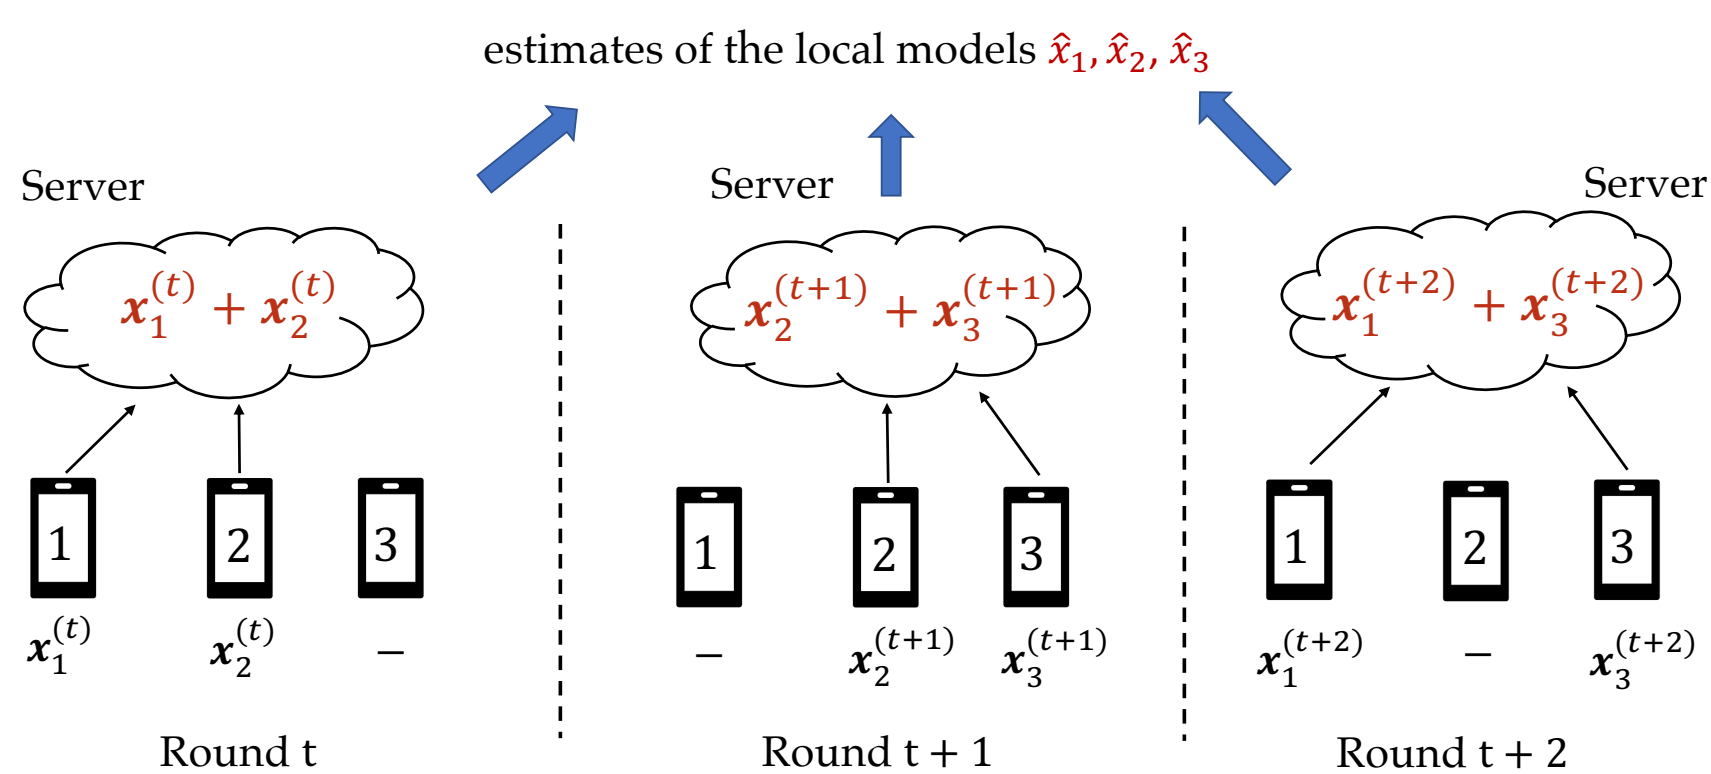 estimates of the local models x̂₁, x̂₂, x̂₃
Server
Server
Server
x₁^(t) + x₂^(t)
x₂^(t+1) + x₃^(t+1)
x₁^(t+2) + x₃^(t+2)
1
2
3
1
2
3
1
2
3
x₁^(t)
x₂^(t)
–
–
x₂^(t+1)
x₃^(t+1)
x₁^(t+2)
–
x₃^(t+2)
Round t
Round t + 1
Round t + 2